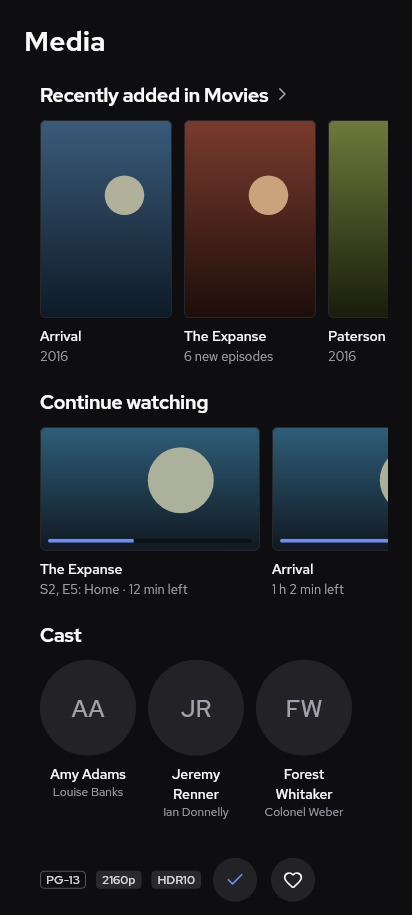 Media
Recently added in Movies
Arrival
2016
The Expanse
6 new episodes
Paterson
2016
Continue watching
The Expanse
S2, E5: Home · 12 min left
Arrival
1 h 2 min left
Cast
AA
JR
FW
Amy Adams
Louise Banks
Jeremy
Renner
Ian Donnelly
Forest
Whitaker
Colonel Weber
PG-13
2160p
HDR10